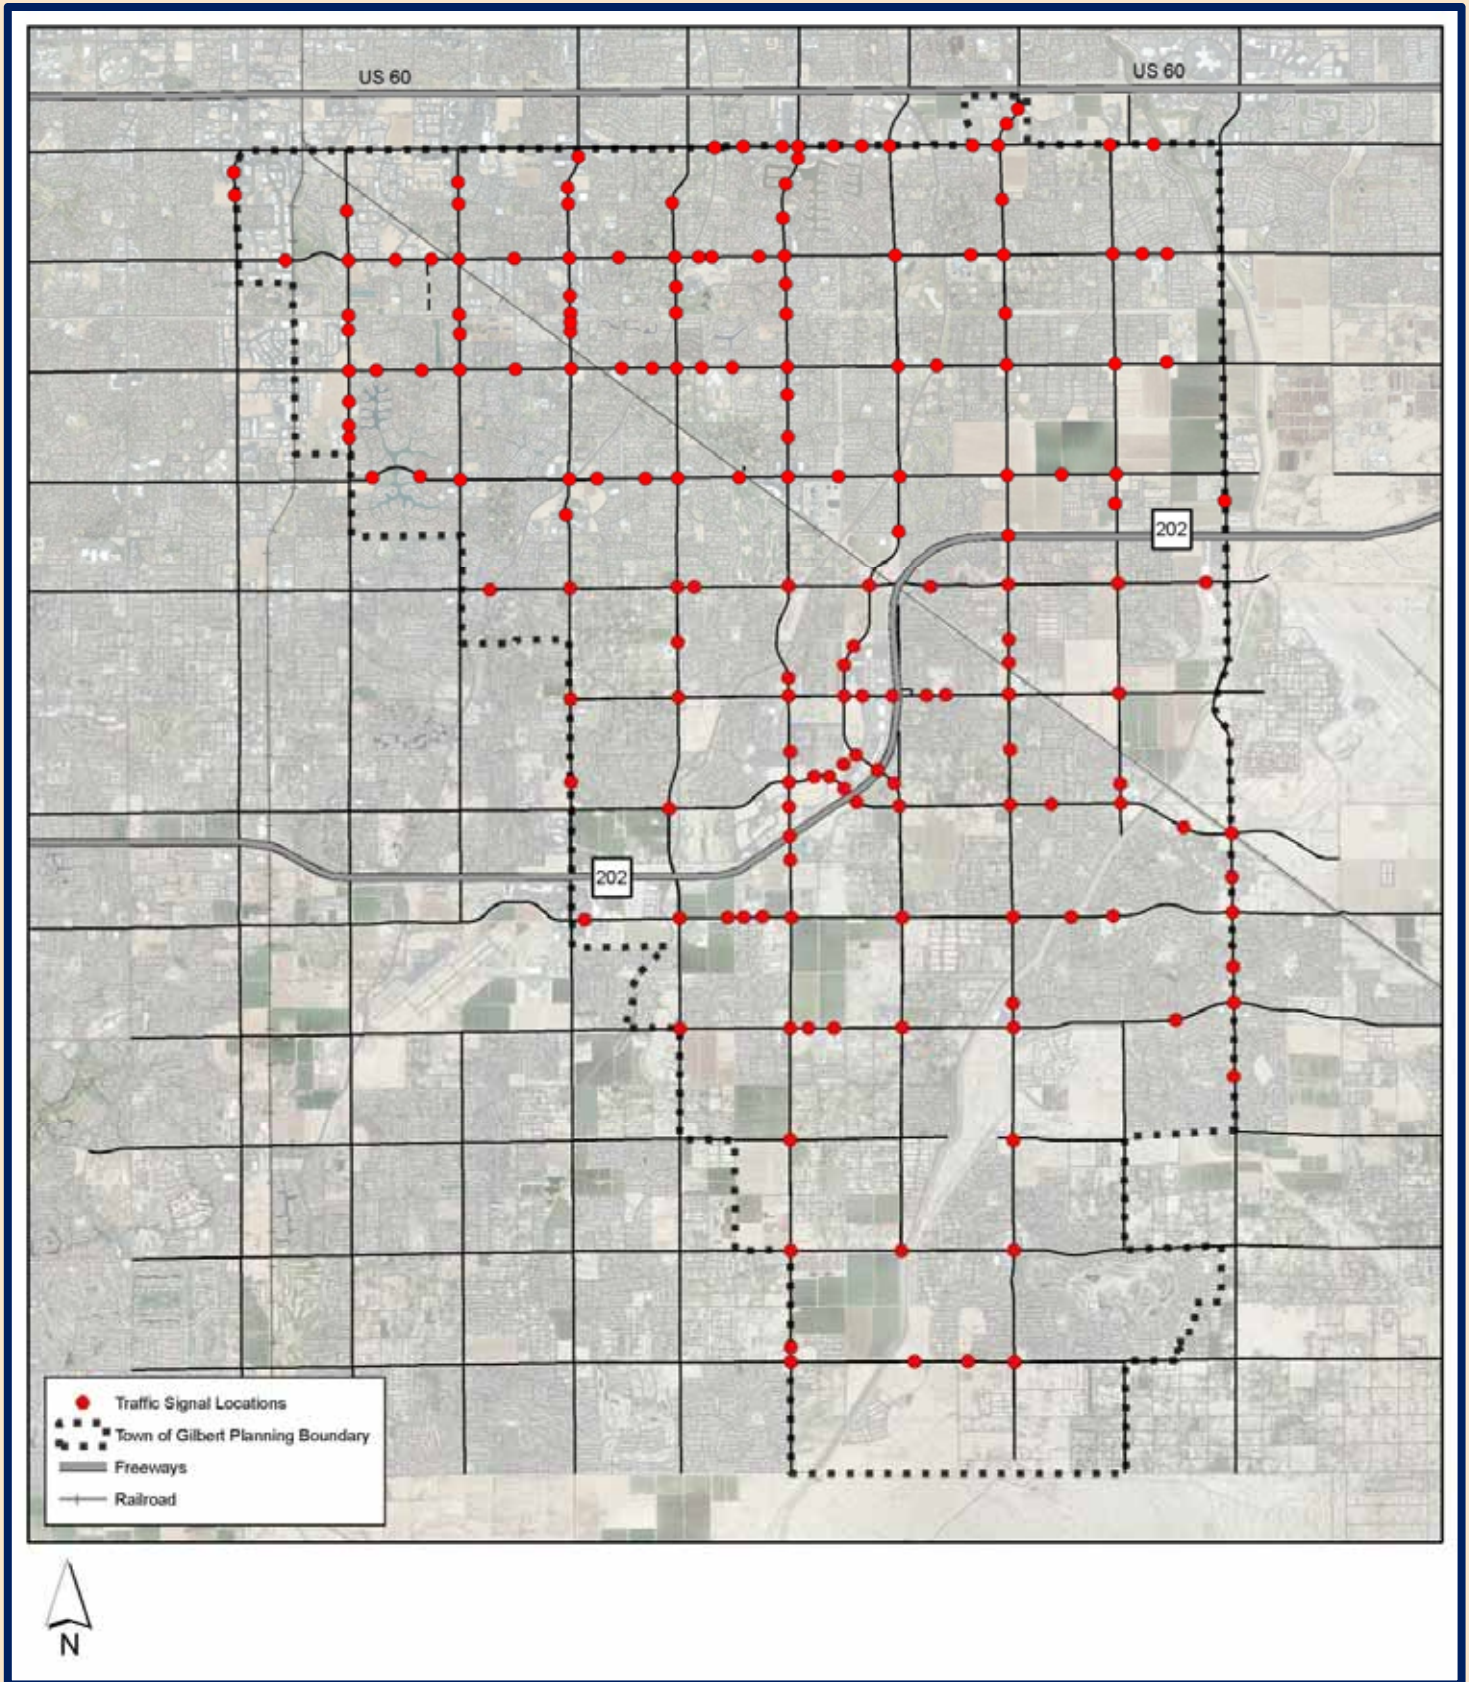 US 60
US 60
202
202
Traffic Signal Locations
Town of Gilbert Planning Boundary
Freeways
Railroad
N